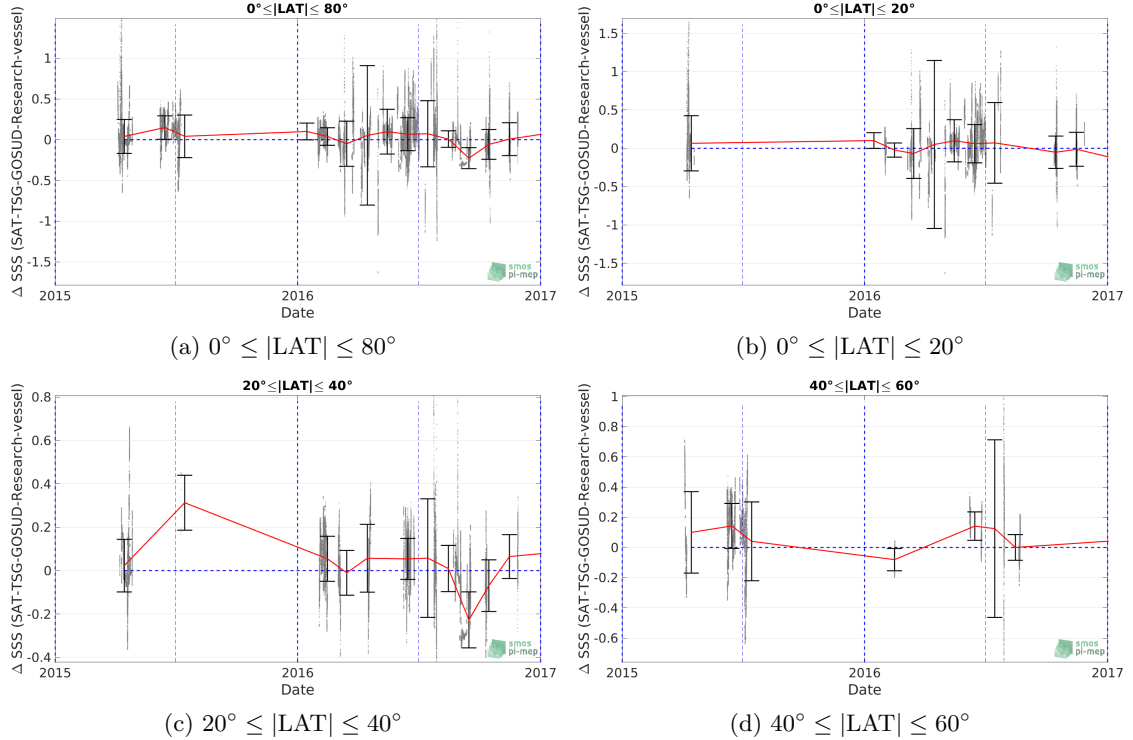 0°≤|LAT|≤ 80°
Δ SSS (SAT-TSG-GOSUD-Research-vessel)
1
0.5
0
-0.5
-1
-1.5
2015
2016
2017
Date
smos
pi-mep
(a) 0° ≤ |LAT| ≤ 80°
0°≤|LAT|≤ 20°
Δ SSS (SAT-TSG-GOSUD-Research-vessel)
1.5
1
0.5
0
-0.5
-1
-1.5
2015
2016
2017
Date
smos
pi-mep
(b) 0° ≤ |LAT| ≤ 20°
20°≤|LAT|≤ 40°
Δ SSS (SAT-TSG-GOSUD-Research-vessel)
0.8
0.6
0.4
0.2
0
-0.2
-0.4
2015
2016
2017
Date
smos
pi-mep
(c) 20° ≤ |LAT| ≤ 40°
40°≤|LAT|≤ 60°
Δ SSS (SAT-TSG-GOSUD-Research-vessel)
1
0.8
0.6
0.4
0.2
0
-0.2
-0.4
-0.6
2015
2016
2017
Date
smos
pi-mep
(d) 40° ≤ |LAT| ≤ 60°